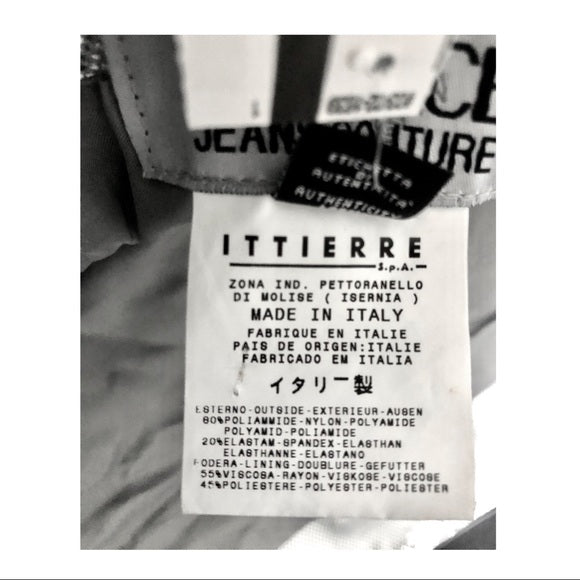 CE
JEANS COUTURE
ETICHETTA
DI
AUTENTICITA'
AUTHENTICITY
ITTIERRE
S.p.A.
ZONA IND. PETTORANELLO
DI MOLISE ( ISERNIA )
MADE IN ITALY
FABRIQUE EN ITALIE
PAIS DE ORIGEN:ITALIE
FABRICADO EM ITALIA
イタリー製
ESTERNO-OUTSIDE-EXTERIEUR-AUBEN
80%POLIAMMIDE-NYLON-POLYAMIDE
POLYAMID-POLIAMIDE
20%ELASTAM-SPANDEX-ELASTHAN
ELASTHANNE-ELASTANO
FODERA-LINING-DOUBLURE-GEFUTTER
55%VISCOSA-RAYON-VISKOSE-VISCOSE
45%POLIESTERE-POLYESTER-POLIESTER